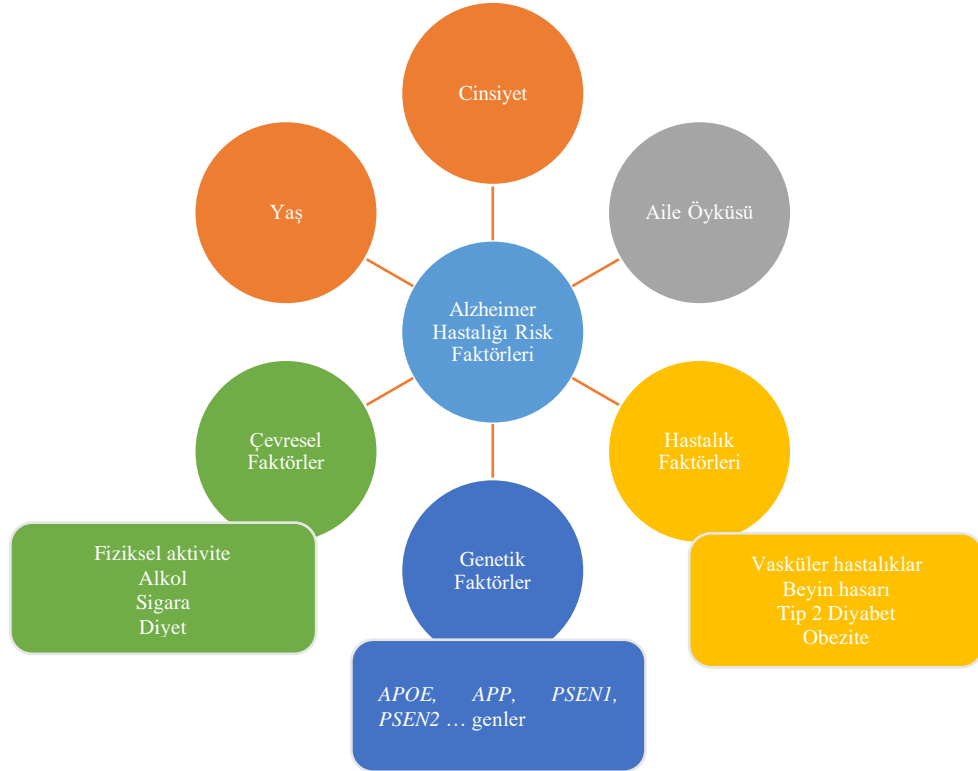 Cinsiyet
Yaş
Aile Öyküsü
Alzheimer
Hastalığı Risk
Faktörleri
Çevresel
Faktörler
Hastalık
Faktörleri
Genetik
Faktörler
Fiziksel aktivite
Alkol
Sigara
Diyet
Vasküler hastalıklar
Beyin hasarı
Tip 2 Diyabet
Obezite
APOE, APP, PSEN1,
PSEN2 … genler